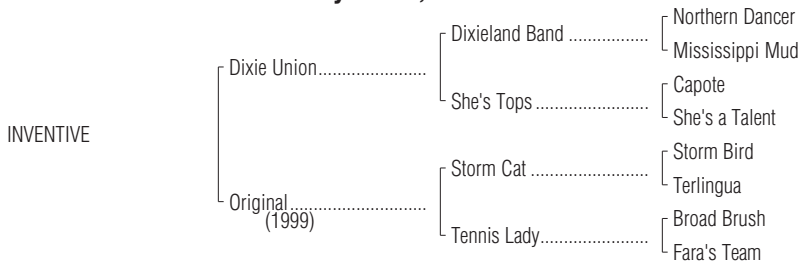 Northern Dancer
Dixieland Band ..................
Mississippi Mud
Dixie Union........................
Capote
She's Tops .........................
She's a Talent
INVENTIVE
Storm Bird
Storm Cat ..........................
Terlingua
Original..............................
(1999)
Broad Brush
Tennis Lady........................
Fara's Team